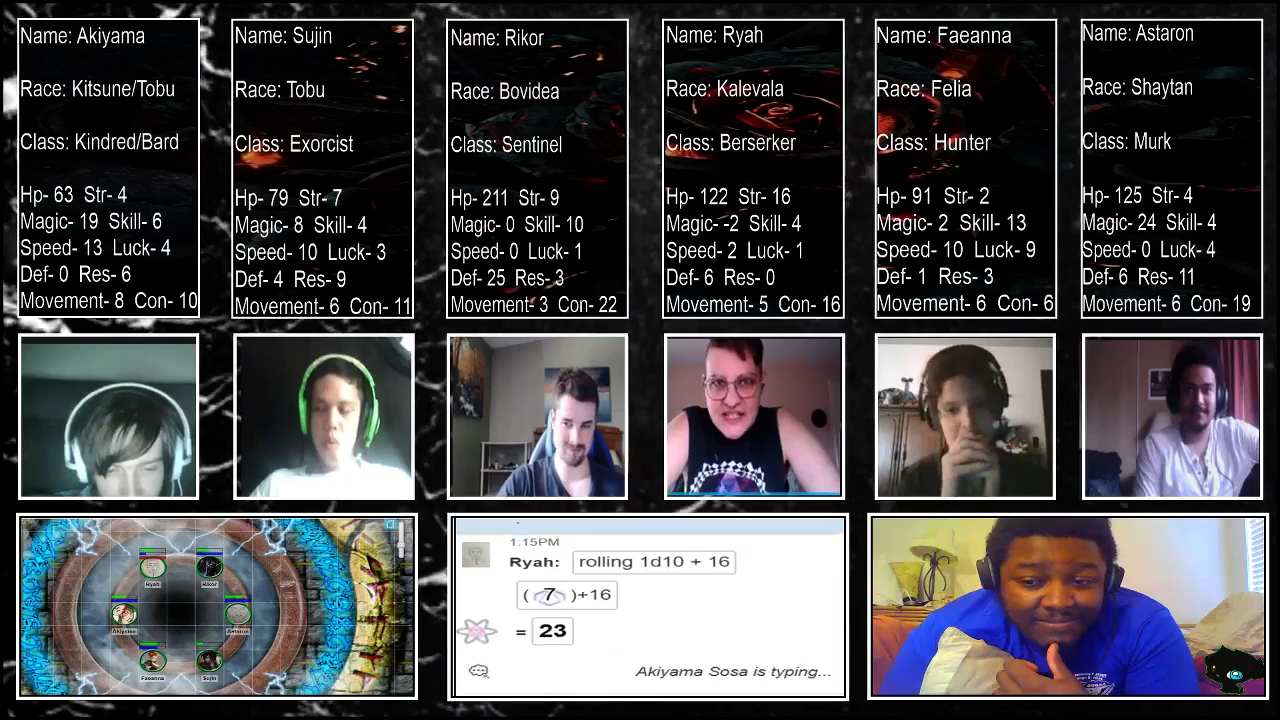 Name: Akiyama
Race: Kitsune/Tobu
Class: Kindred/Bard
Hp- 63 Str- 4
Magic- 19 Skill- 6
Speed- 13 Luck- 4
Def- 0 Res- 6
Movement- 8 Con- 10
Name: Sujin
Race: Tobu
Class: Exorcist
Hp- 79 Str- 7
Magic- 8 Skill- 4
Speed- 10 Luck- 3
Def- 4 Res- 9
Movement- 6 Con- 11
Name: Rikor
Race: Bovidea
Class: Sentinel
Hp- 211 Str- 9
Magic- 0 Skill- 10
Speed- 0 Luck- 1
Def- 25 Res- 3
Movement- 3 Con- 22
Name: Ryah
Race: Kalevala
Class: Berserker
Hp- 122 Str- 16
Magic- -2 Skill- 4
Speed- 2 Luck- 1
Def- 6 Res- 0
Movement- 5 Con- 16
Name: Faeanna
Race: Felia
Class: Hunter
Hp- 91 Str- 2
Magic- 2 Skill- 13
Speed- 10 Luck- 9
Def- 1 Res- 3
Movement- 6 Con- 6
Name: Astaron
Race: Shaytan
Class: Murk
Hp- 125 Str- 4
Magic- 24 Skill- 4
Speed- 0 Luck- 4
Def- 6 Res- 11
Movement- 6 Con- 19
Ryah Rikor
Akiyama Astaron
Faeanna Sujin
1:15PM
Ryah: rolling 1d10 + 16
(7)+16
= 23
Akiyama Sosa is typing...